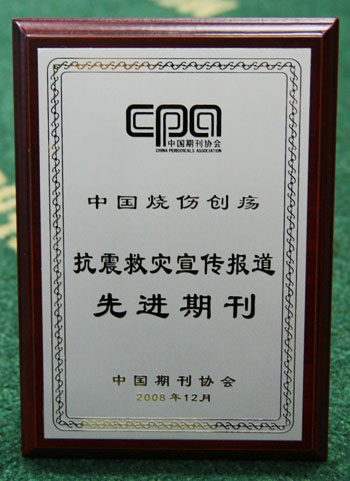 cpa
中国期刊协会
CHINA PERIODICALS ASSOCIATION
中国烧伤创疡
抗震救灾宣传报道
先进期刊
中国期刊协会
2008年12月